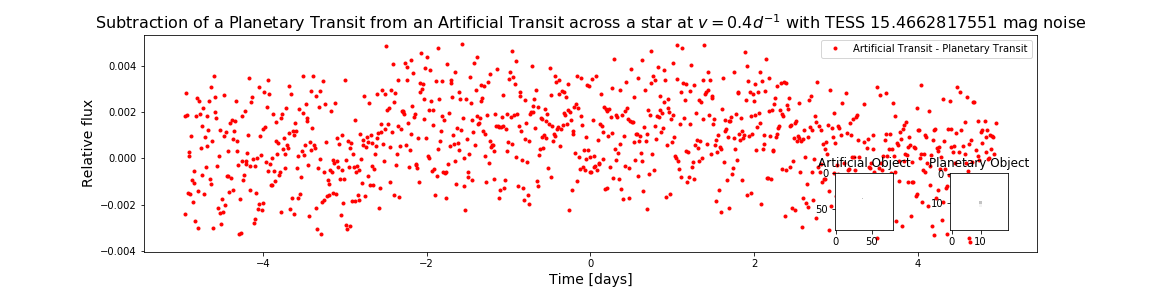 Subtraction of a Planetary Transit from an Artificial Transit across a star at v = 0.4d⁻¹ with TESS 15.4662817551 mag noise
Artificial Transit - Planetary Transit
Relative flux
0.004
0.002
0.000
−0.002
−0.004
Artificial Object
0
50
0 50
Planetary Object
0
10
0 10
−4 −2 0 2 4
Time [days]